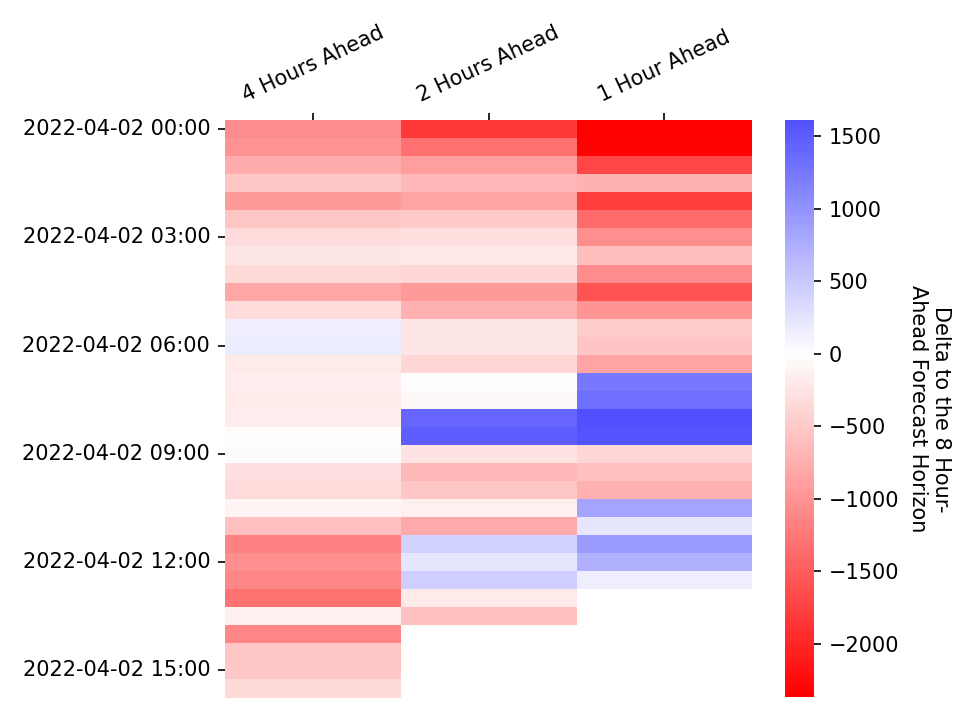 4 Hours Ahead
2 Hours Ahead
1 Hour Ahead
2022-04-02 00:00
2022-04-02 03:00
2022-04-02 06:00
2022-04-02 09:00
2022-04-02 12:00
2022-04-02 15:00
1500
1000
500
0
−500
−1000
−1500
−2000
Delta to the 8 Hour-
Ahead Forecast Horizon